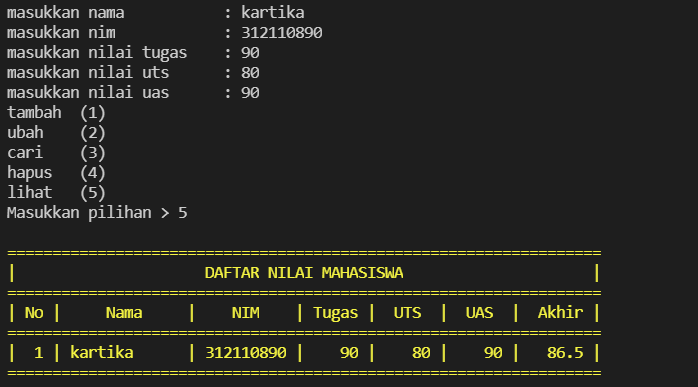 masukkan nama           : kartika
masukkan nim            : 312110890
masukkan nilai tugas    : 90
masukkan nilai uts      : 80
masukkan nilai uas      : 90
tambah  (1)
ubah    (2)
cari    (3)
hapus   (4)
lihat   (5)
Masukkan pilihan > 5
==================================================================
|                     DAFTAR NILAI MAHASISWA                     |
==================================================================
| No |     Nama     |    NIM    | Tugas |  UTS  |  UAS  |  Akhir |
==================================================================
|  1 | kartika      | 312110890 |    90 |    80 |    90 |   86.5 |
==================================================================